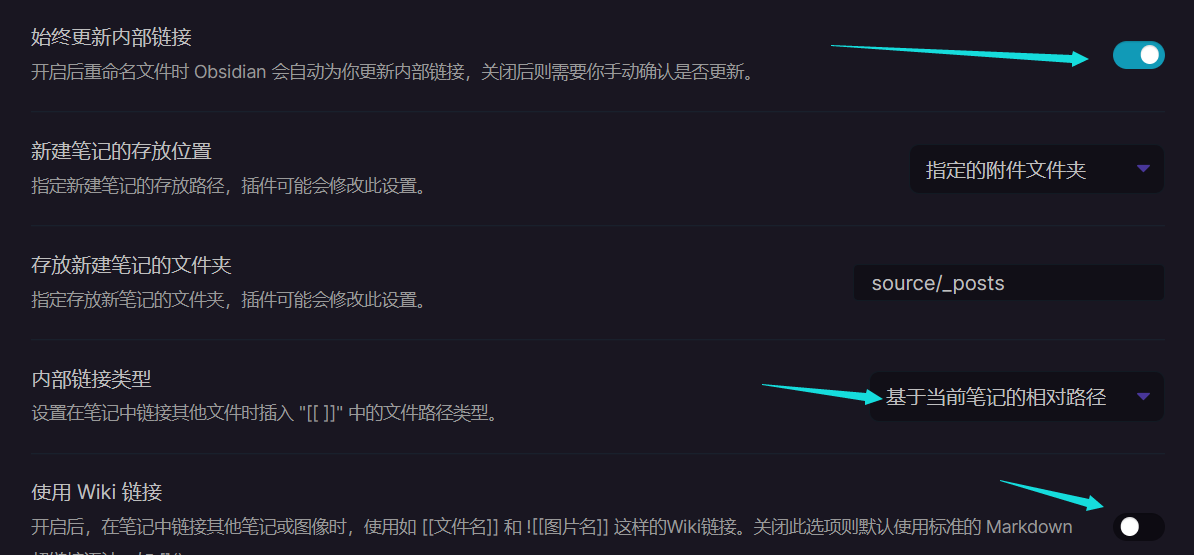 始终更新内部链接
开启后重命名文件时 Obsidian 会自动为你更新内部链接，关闭后则需要你手动确认是否更新。
新建笔记的存放位置
指定新建笔记的存放路径，插件可能会修改此设置。
指定的附件文件夹
存放新建笔记的文件夹
指定存放新笔记的文件夹，插件可能会修改此设置。
source/_posts
内部链接类型
设置在笔记中链接其他文件时插入 "[[ ]]" 中的文件路径类型。
基于当前笔记的相对路径
使用 Wiki 链接
开启后，在笔记中链接其他笔记或图像时，使用如 [[文件名]] 和 ![[图片名]] 这样的Wiki链接。关闭此选项则默认使用标准的 Markdown